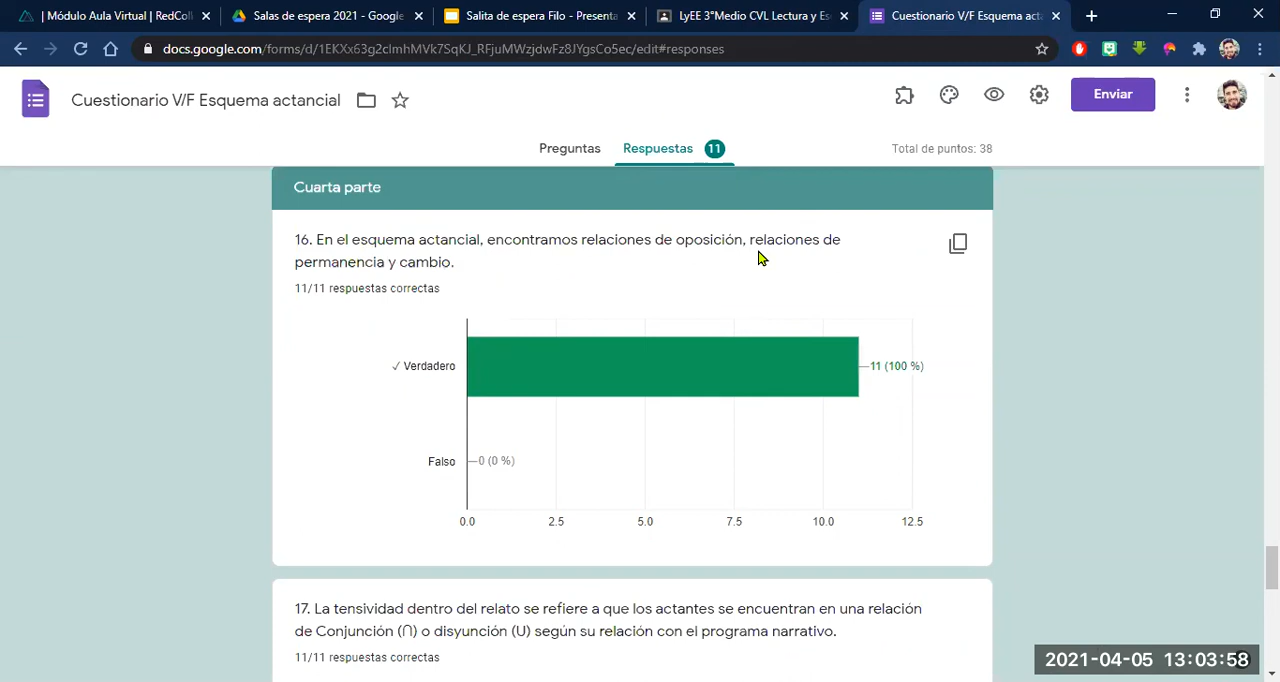 | Módulo Aula Virtual | RedColi
Salas de espera 2021 - Google
Salita de espera Filo - Presenta
LyEE 3°Medio CVL Lectura y Es
Cuestionario V/F Esquema acta
docs.google.com/forms/d/1EKXx63g2clmhMVk7SqKJ_RFjuMWzjdwFz8JYgsCo5ec/edit#responses
Cuestionario V/F Esquema actancial
Enviar
Preguntas
Respuestas 11
Total de puntos: 38
Cuarta parte
16. En el esquema actancial, encontramos relaciones de oposición, relaciones de
permanencia y cambio.
11/11 respuestas correctas
✓ Verdadero
11 (100 %)
Falso
0 (0 %)
0.0 2.5 5.0 7.5 10.0 12.5
17. La tensividad dentro del relato se refiere a que los actantes se encuentran en una relación
de Conjunción (∩) o disyunción (U) según su relación con el programa narrativo.
11/11 respuestas correctas
2021-04-05 13:03:58